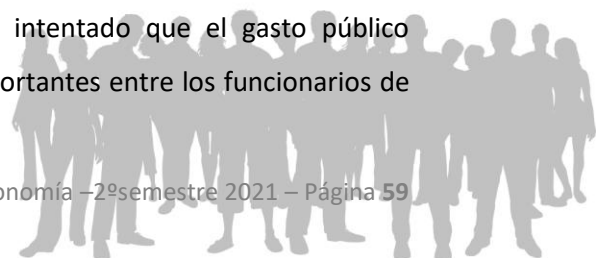 intentado que el gasto público
ortantes entre los funcionarios de
onomía –2ºsemestre 2021 – Página 59